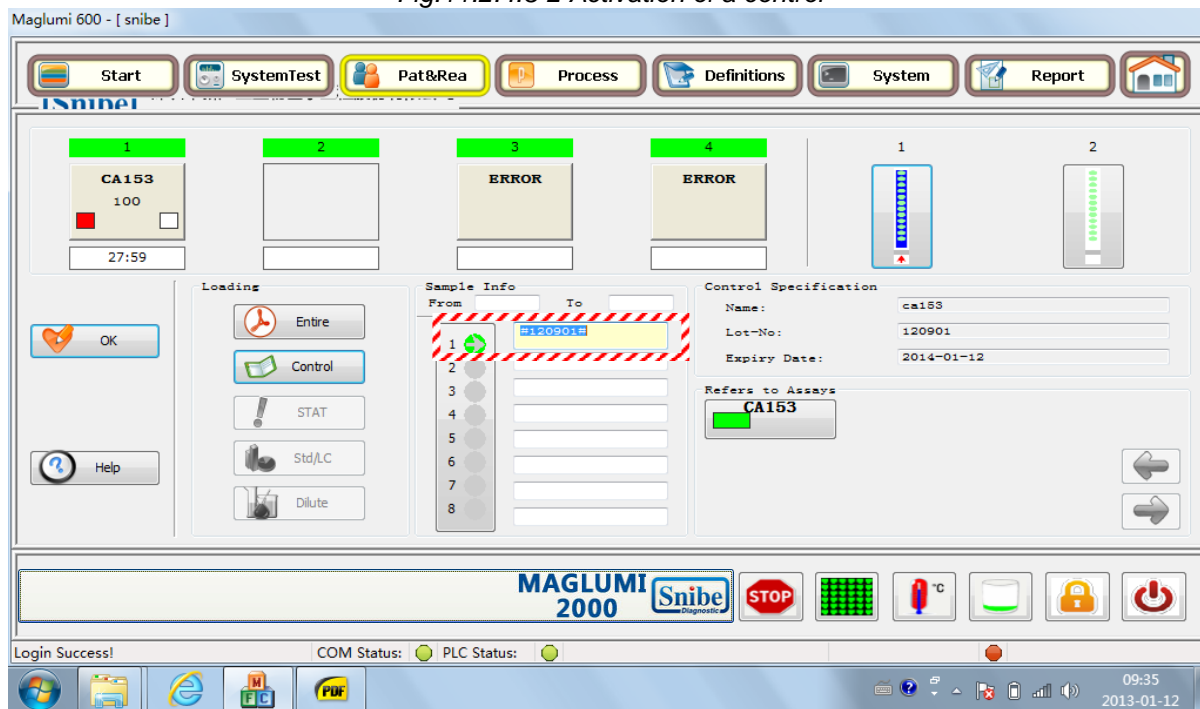 Maglumi 600 - [ snibe ]
Start SystemTest Pat&Rea Process Definitions System Report
1 2 3 4 1 2
CA153 ERROR ERROR
100
27:59
Loading Sample Info Control Specification
From To
Name: ca153
Entire
1 #120901#
Lot-No: 120901
OK
Expiry Date: 2014-01-12
Control
2
3
Refers to Assays
CA153
STAT
4
5
Std/LC
6
Help
7
Dilute
8
MAGLUMI
2000
Snibe
Diagnostic
STOP
°C
Login Success! COM Status: PLC Status:
M
F C
PDF
09:35
2013-01-12